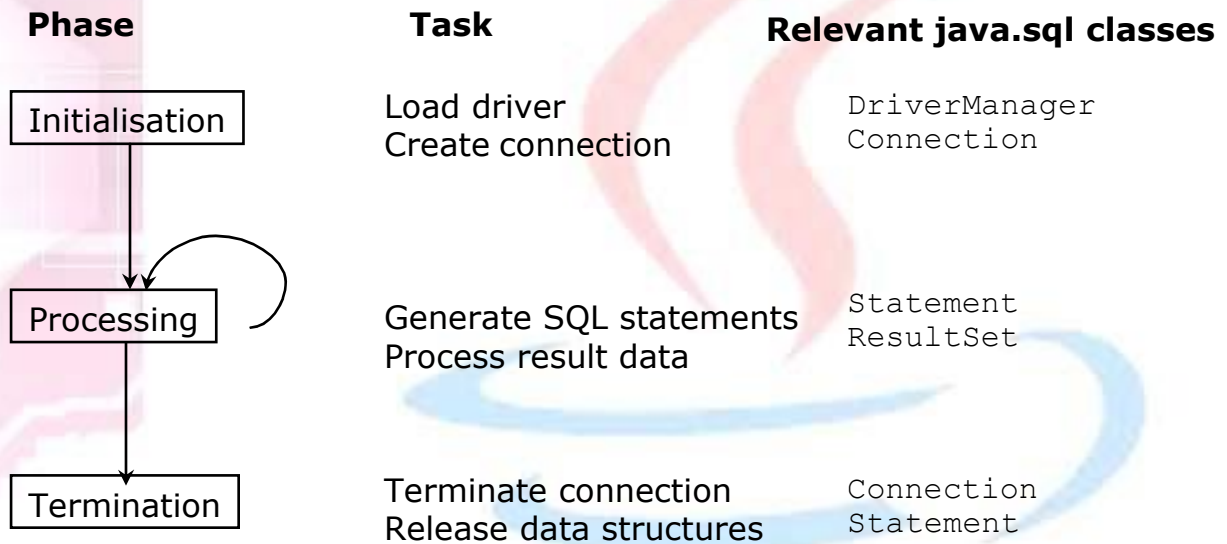 Phase Task Relevant java.sql classes
Initialisation
Load driver
Create connection
DriverManager
Connection
Processing
Generate SQL statements
Process result data
Statement
ResultSet
Termination
Terminate connection
Release data structures
Connection
Statement